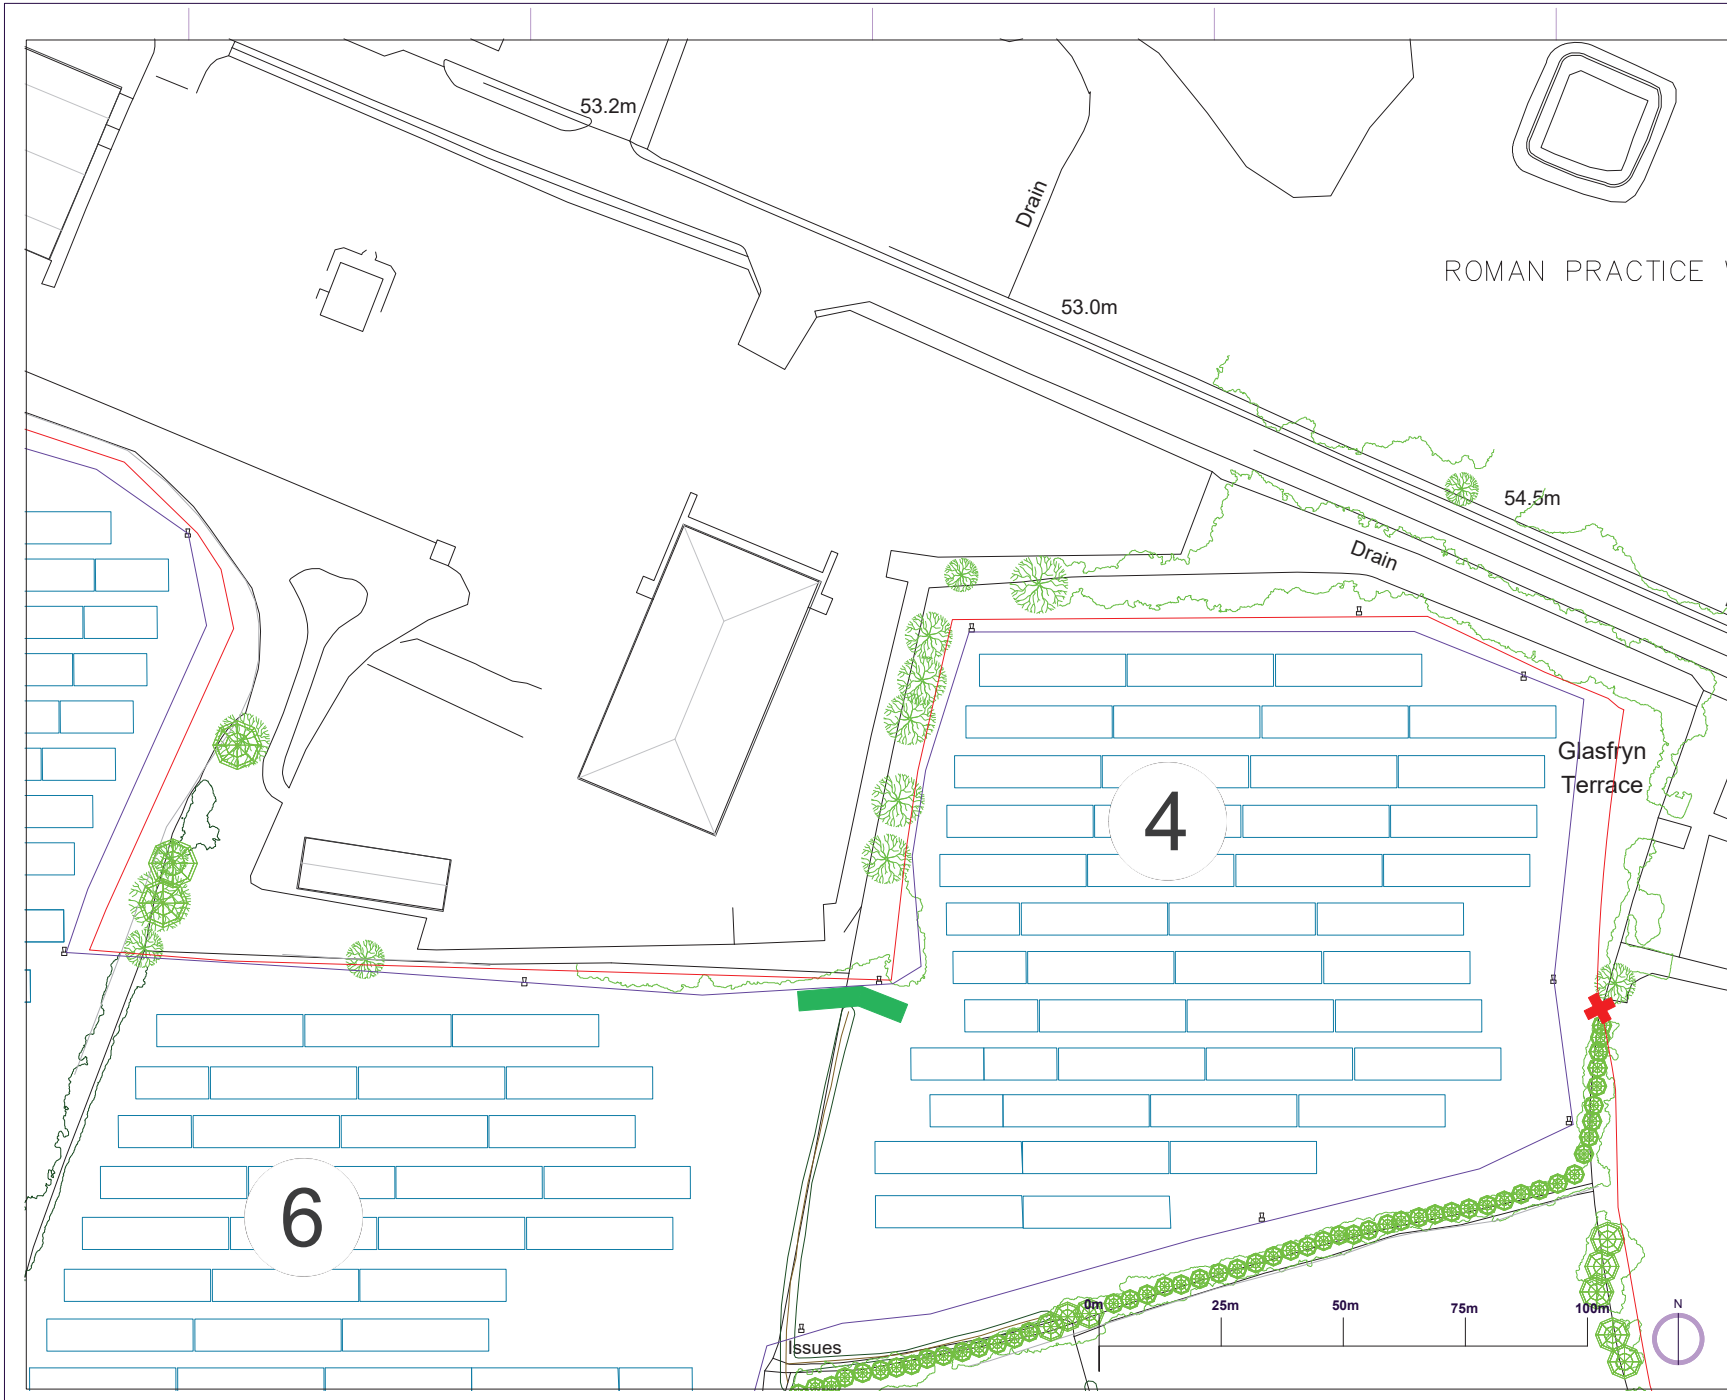 53.2m
Drain
ROMAN PRACTICE
53.0m
54.5m
Drain
Glasfryn
Terrace
4
6
0m
25m
50m
75m
100m
N
Issues